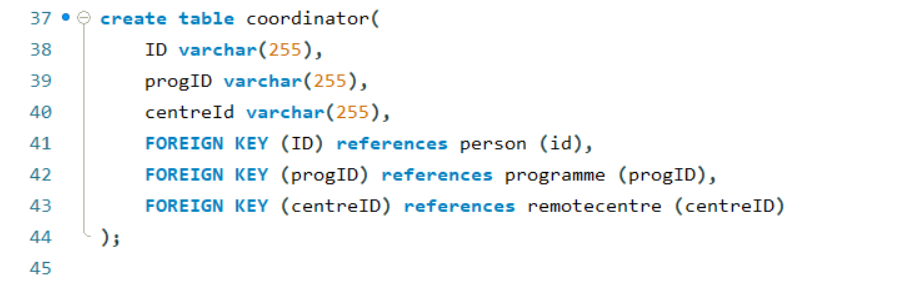 37 create table coordinator(
38 ID varchar(255),
39 progID varchar(255),
40 centreId varchar(255),
41 FOREIGN KEY (ID) references person (id),
42 FOREIGN KEY (progID) references programme (progID),
43 FOREIGN KEY (centreID) references remotecentre (centreID)
44 );
45